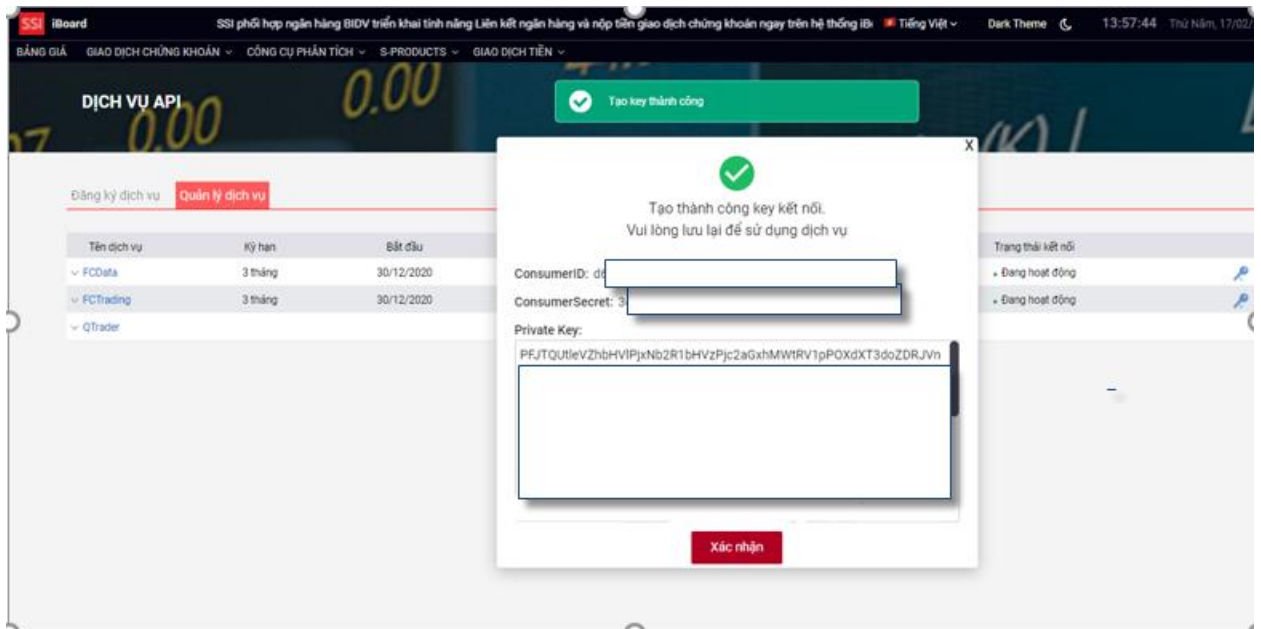 SSI iBoard SSI phối hợp ngân hàng BIDV triển khai tính năng Liên kết ngân hàng và nộp tiền giao dịch chứng khoán ngay trên hệ thống iB Tiếng Việt Dark Theme 13:57:44 Thứ Năm, 17/02/
BẢNG GIÁ GIAO DỊCH CHỨNG KHOÁN CÔNG CỤ PHÂN TÍCH S-PRODUCTS GIAO DỊCH TIỀN
0.00
DỊCH VỤ API
Tạo key thành công
0.00
07
(K)
X
Tạo thành công key kết nối.
Vui lòng lưu lại để sử dụng dịch vụ
Đăng ký dịch vụ Quản lý dịch vụ
Tên dịch vụ Kỳ hạn Bắt đầu Trạng thái kết nối
FCData 3 tháng 30/12/2020 Đang hoạt động
FCTrading 3 tháng 30/12/2020 Đang hoạt động
QTrader
ConsumerID:
ConsumerSecret:
Private Key:
PFJTQUtleVZhbHVlPjxNb2R1bHVzPjc2aGxhMWtRV1pPOXdXT3doZDRJVn
Xác nhận